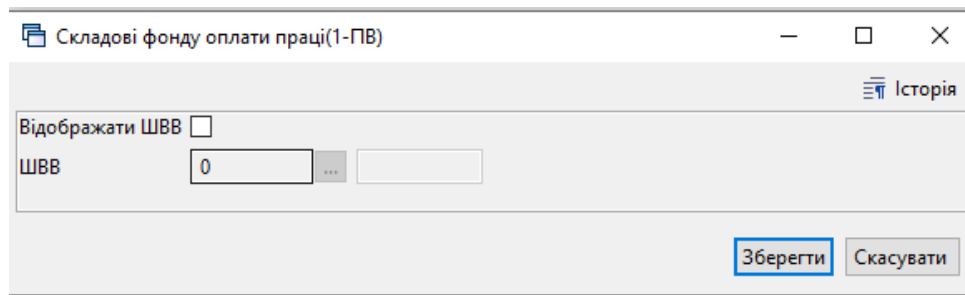 Складові фонду оплати праці(1-ПВ)
Історія
Відображати ШВВ
ШВВ 0 ...
Зберегти Скасувати